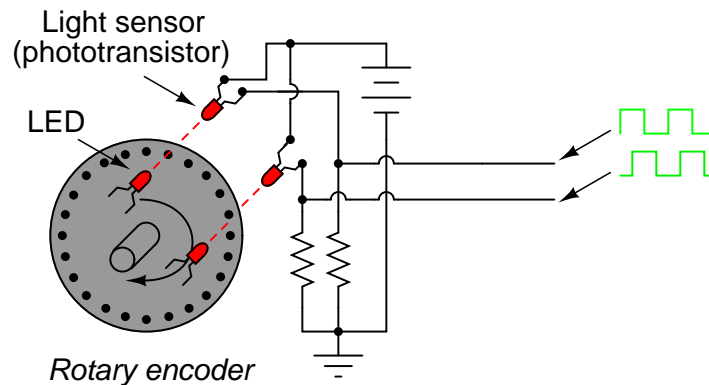 Light sensor
(phototransistor)
LED
Rotary encoder